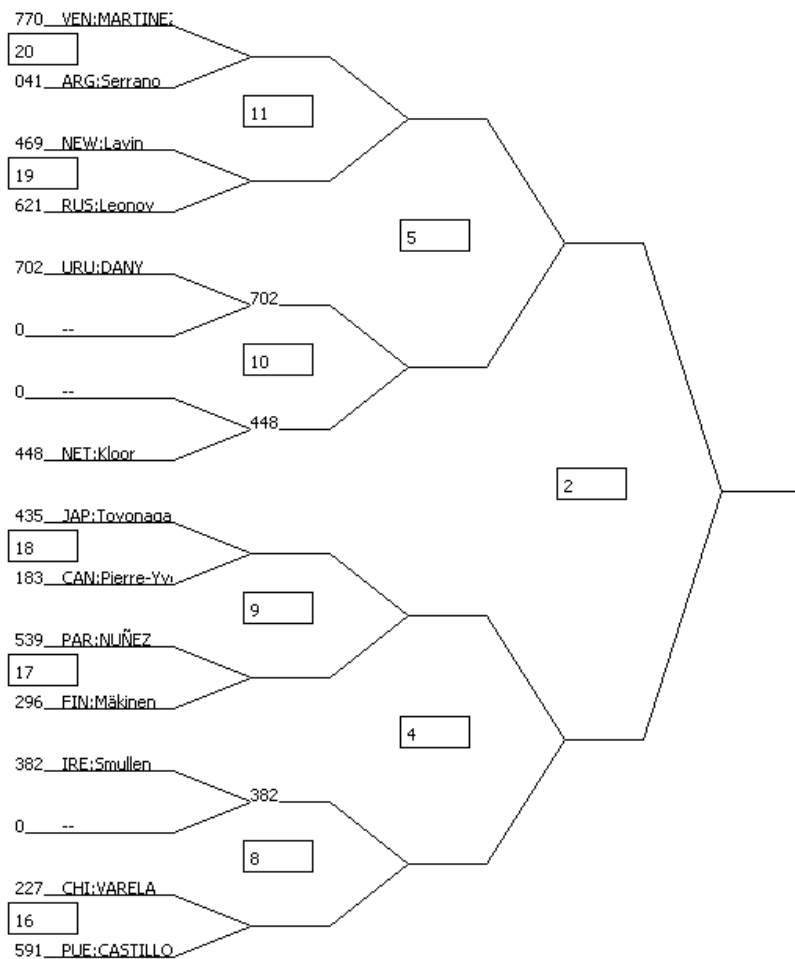 770 VEN:MARTINEZ
20
041 ARG:Serrano
11
469 NEW:Lavin
19
621 RUS:Leonov
5
702 URU:DANY
702
0 --
10
0 --
448
448 NET:Kloor
2
435 JAP:Toyonaga
18
183 CAN:Pierre-Yv
9
539 PAR:NUÑEZ
17
296 FIN:Mäkinen
4
382 IRE:Smullen
382
0 --
8
227 CHI:VARELA
16
591 PUE:CASTILLO